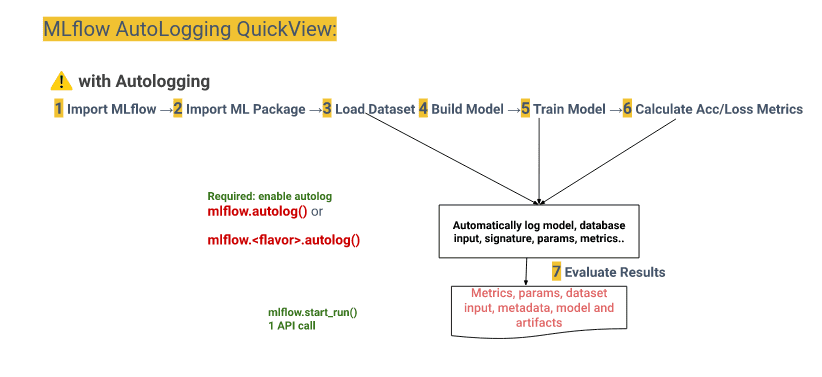 MLflow AutoLogging QuickView:
with Autologging
1 Import MLflow →2 Import ML Package →3 Load Dataset 4 Build Model →5 Train Model →6 Calculate Acc/Loss Metrics
Required: enable autolog
mlflow.autolog() or
mlflow.<flavor>.autolog()
Automatically log model, database
input, signature, params, metrics..
7 Evaluate Results
Metrics, params, dataset
input, metadata, model and
artifacts
mlflow.start_run()
1 API call